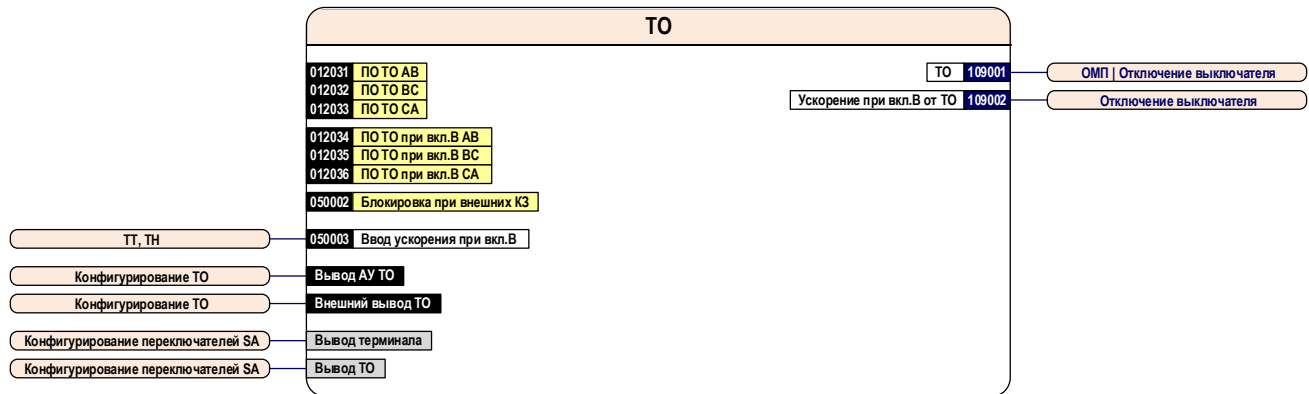 ТО
012031 ПО ТО АВ
012032 ПО ТО ВС
012033 ПО ТО СА
012034 ПО ТО при вкл.В АВ
012035 ПО ТО при вкл.В ВС
012036 ПО ТО при вкл.В СА
050002 Блокировка при внешних КЗ
ТТ, ТН 050003 Ввод ускорения при вкл.В
Конфигурирование ТО Вывод АУ ТО
Конфигурирование ТО Внешний вывод ТО
Конфигурирование переключателей SA Вывод терминала
Конфигурирование переключателей SA Вывод ТО
ТО 109001 ОМП | Отключение выключателя
Ускорение при вкл.В от ТО 109002 Отключение выключателя